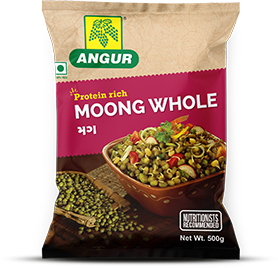 ANGUR
Protein rich
MOONG WHOLE
મગ
NUTRITIONISTS
RECOMMENDED
Net Wt. 500g